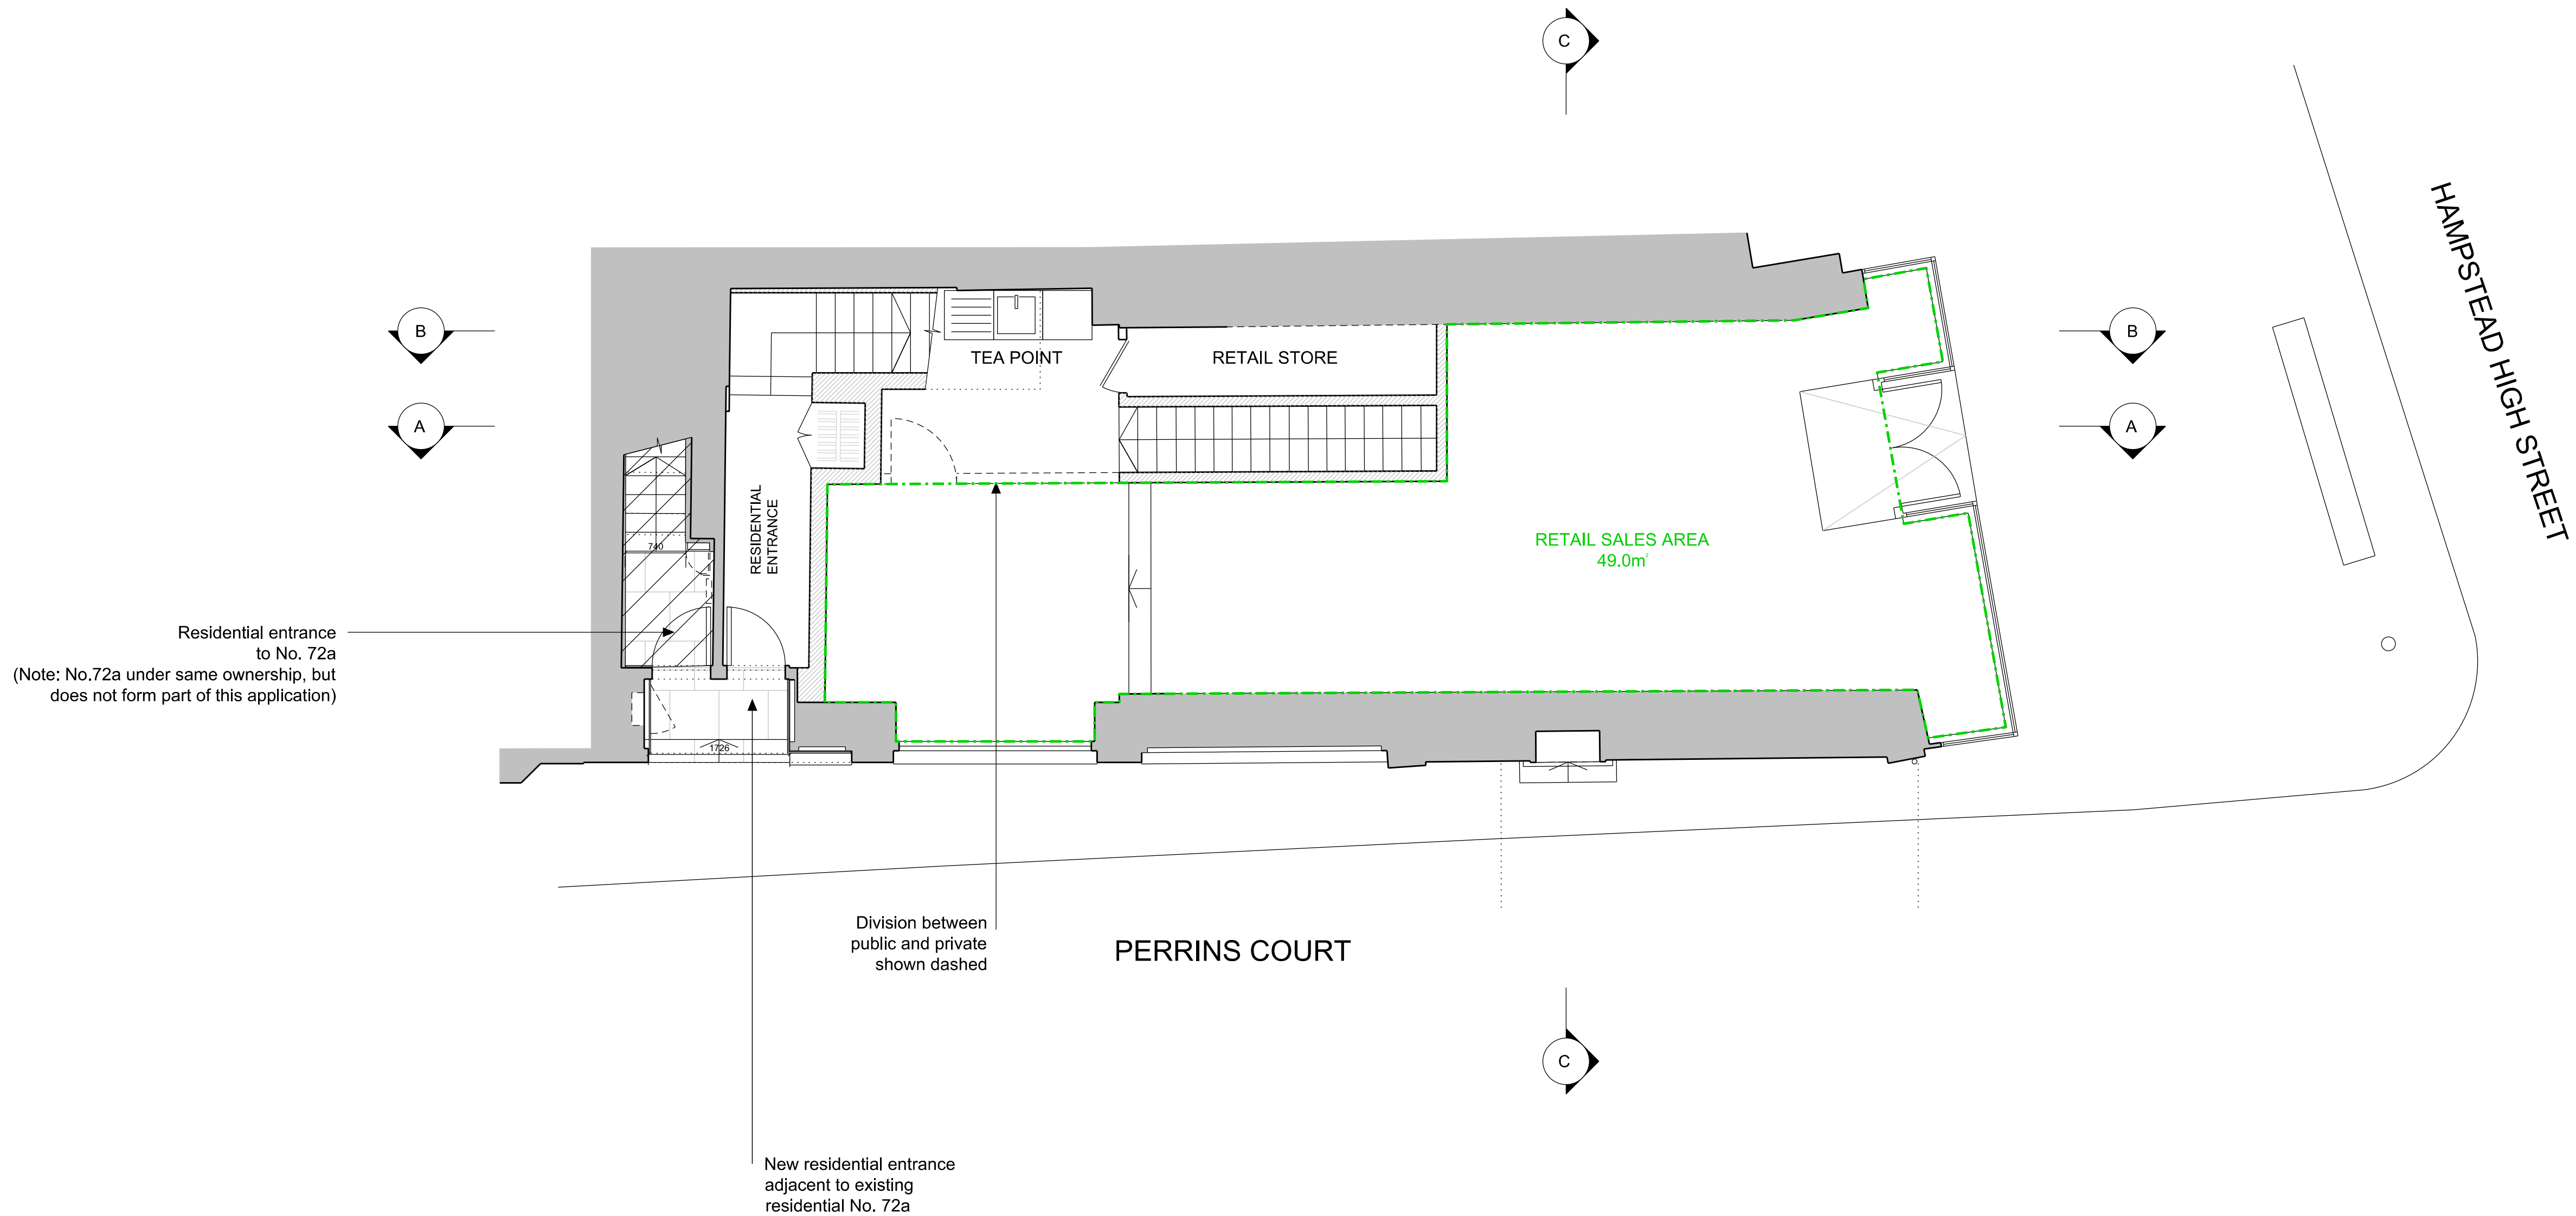 C
HAMPSTEAD HIGH STREET
B
B
TEA POINT
RETAIL STORE
A
A
RESIDENTIAL
ENTRANCE
740
RETAIL SALES AREA
49.0m²
Residential entrance
to No. 72a
(Note: No.72a under same ownership, but
does not form part of this application)
1726
Division between
public and private
shown dashed
PERRINS COURT
C
New residential entrance
adjacent to existing
residential No. 72a